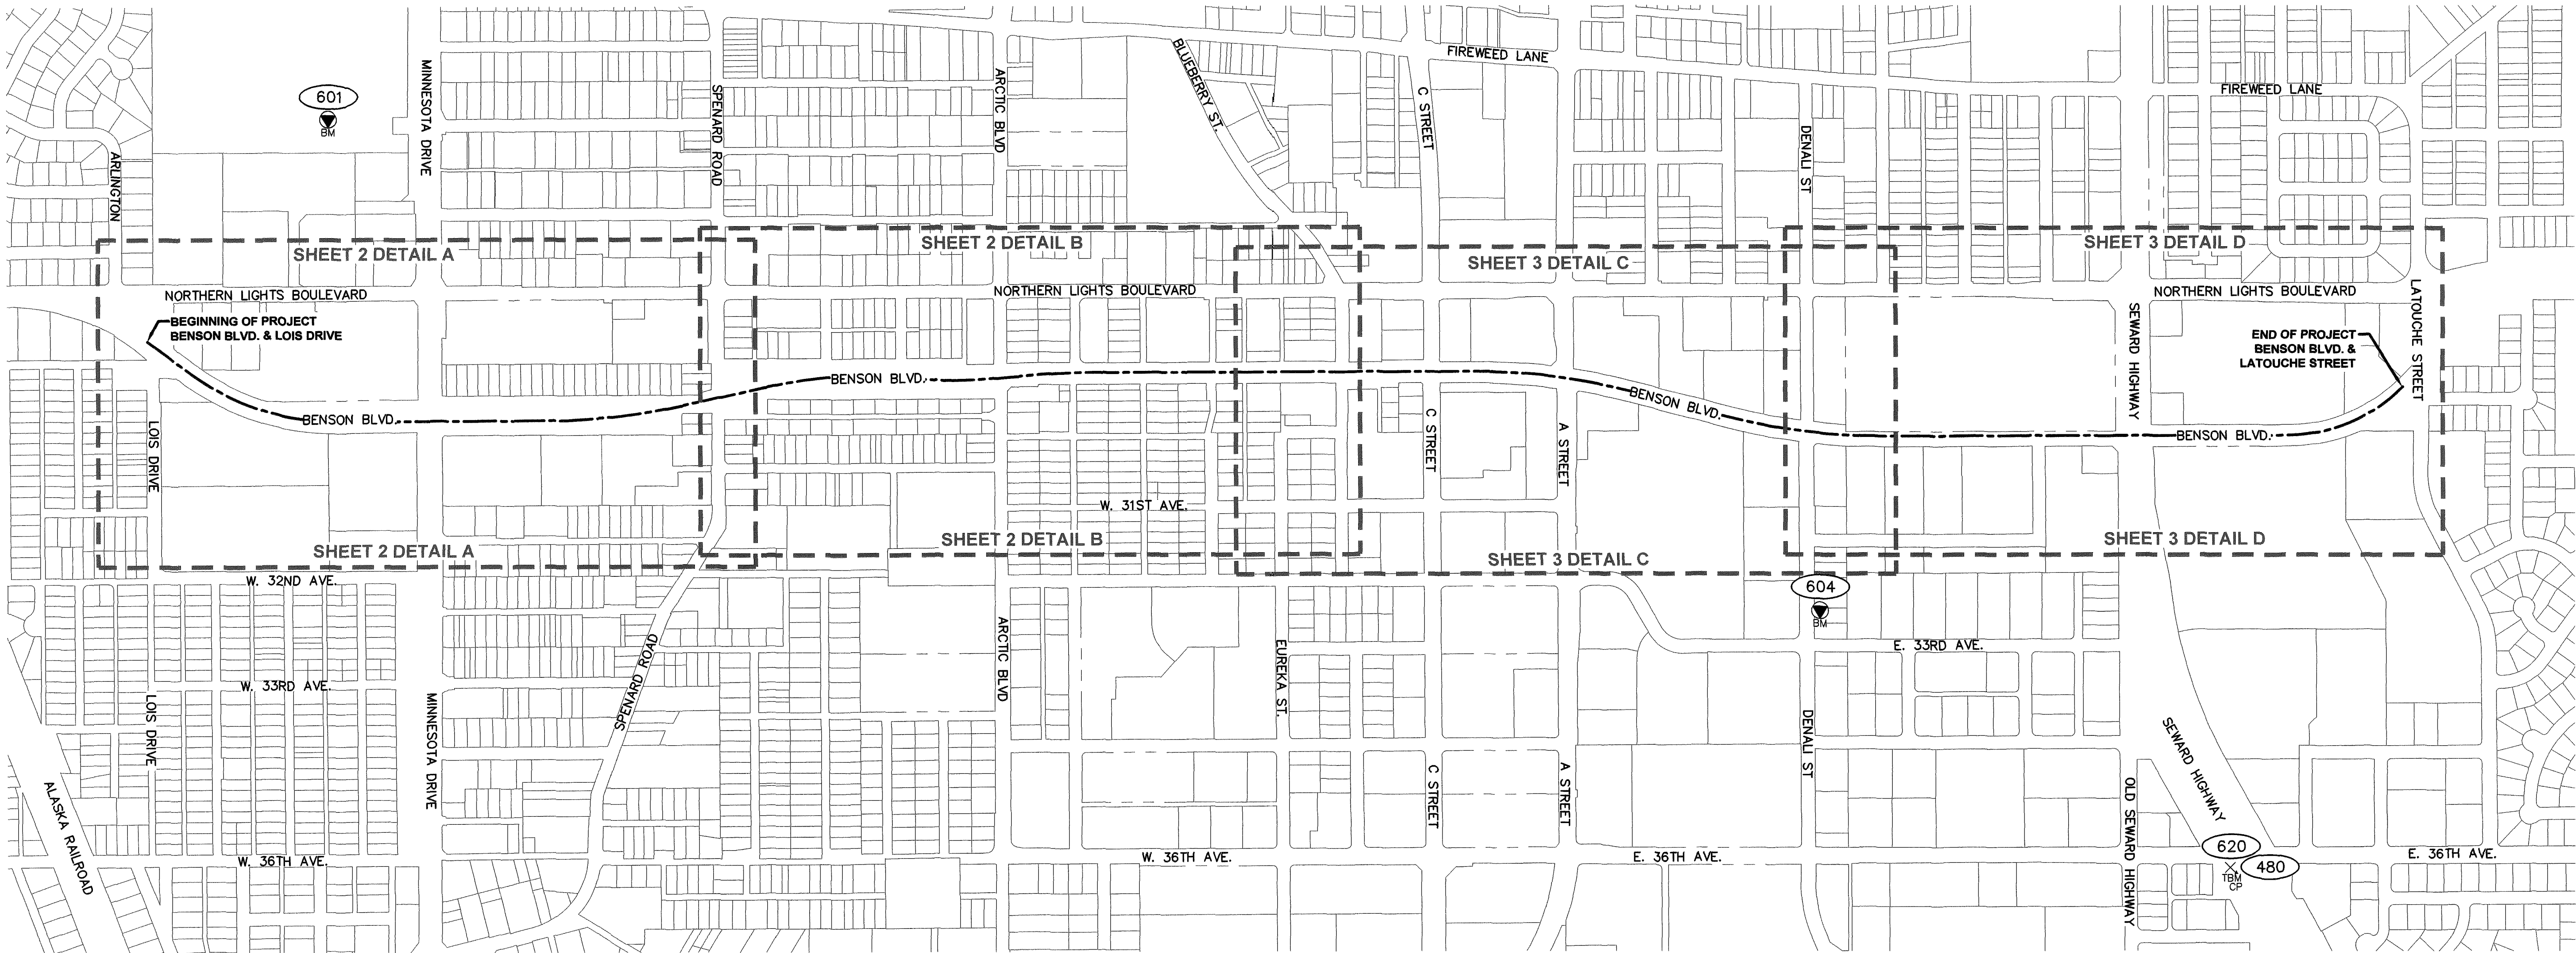 FIREWEED LANE
FIREWEED LANE
601
BM
MINNESOTA DRIVE
SPENARD ROAD
ARCTIC BLVD
BLUEBERRY ST.
C STREET
DENALI ST
ARLINGTON
SHEET 2 DETAIL A
SHEET 2 DETAIL B
SHEET 3 DETAIL C
SHEET 3 DETAIL D
NORTHERN LIGHTS BOULEVARD
NORTHERN LIGHTS BOULEVARD
NORTHERN LIGHTS BOULEVARD
BEGINNING OF PROJECT
BENSON BLVD. & LOIS DRIVE
SEWARD HIGHWAY
LATOUCHE STREET
END OF PROJECT
BENSON BLVD. &
LATOUCHE STREET
BENSON BLVD.
BENSON BLVD.
BENSON BLVD.
BENSON BLVD.
LOIS DRIVE
C STREET
A STREET
W. 31ST AVE.
SHEET 2 DETAIL A
SHEET 2 DETAIL B
SHEET 3 DETAIL C
SHEET 3 DETAIL D
W. 32ND AVE.
604
BM
SPENARD ROAD
ARCTIC BLVD
EUREKA ST.
E. 33RD AVE.
W. 33RD AVE.
LOIS DRIVE
MINNESOTA DRIVE
C STREET
A STREET
DENALI ST
OLD SEWARD HIGHWAY
SEWARD HIGHWAY
ALASKA RAILROAD
W. 36TH AVE.
W. 36TH AVE.
E. 36TH AVE.
620
480
TBM
CP
E. 36TH AVE.